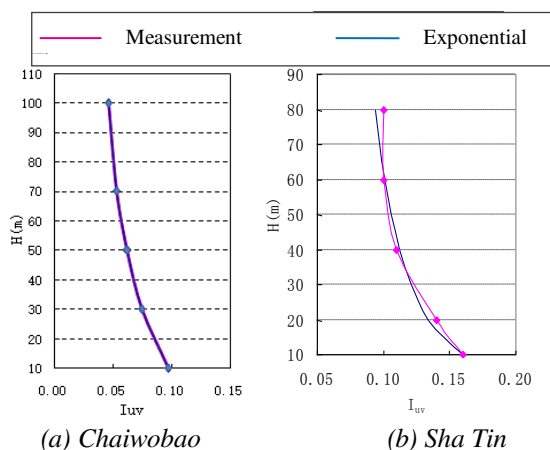 Measurement Exponential
110
100
90
80
70
60
50
40
30
20
10
H(m)
0.00 0.05 0.10 0.15
Iuv
(a) Chaiwobao
90
80
70
60
50
40
30
20
10
H(m)
0.05 0.10 0.15 0.20
Iuv
(b) Sha Tin